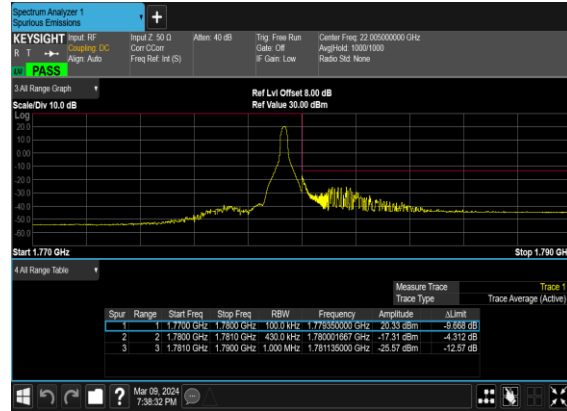 Spectrum Analyzer 1
Spurious Emissions
KEYSIGHT
R T
PASS
Input: RF
Coupling: DC
Align: Auto
Input Z: 50 Ω
Corr CCorr
Freq Ref: Int (S)
Atten: 40 dB
Trig: Free Run
Gate: Off
IF Gain: Low
Center Freq: 22.005000000 GHz
Avg|Hold: 1000/1000
Radio Std: None
3 All Range Graph
Scale/Div 10.0 dB
Ref Lvl Offset 8.00 dB
Ref Value 30.00 dBm
Log
20.0
10.0
0.00
-10.0
-20.0
-30.0
-40.0
-50.0
-60.0
Start 1.770 GHz
Stop 1.790 GH
4 All Range Table
Measure Trace Trace 1
Trace Type Trace Average (Active)
Spur Range Start Freq Stop Freq RBW Frequency Amplitude ΔLimit
1 1 1.7700 GHz 1.7800 GHz 100.0 kHz 1.779350000 GHz 20.33 dBm -9.668 dB
2 2 1.7800 GHz 1.7810 GHz 430.0 kHz 1.780001667 GHz -17.31 dBm -4.312 dB
3 3 1.7810 GHz 1.7900 GHz 1.000 MHz 1.781135000 GHz -25.57 dBm -12.57 dB
?
Mar 09, 2024
7:38:32 PM